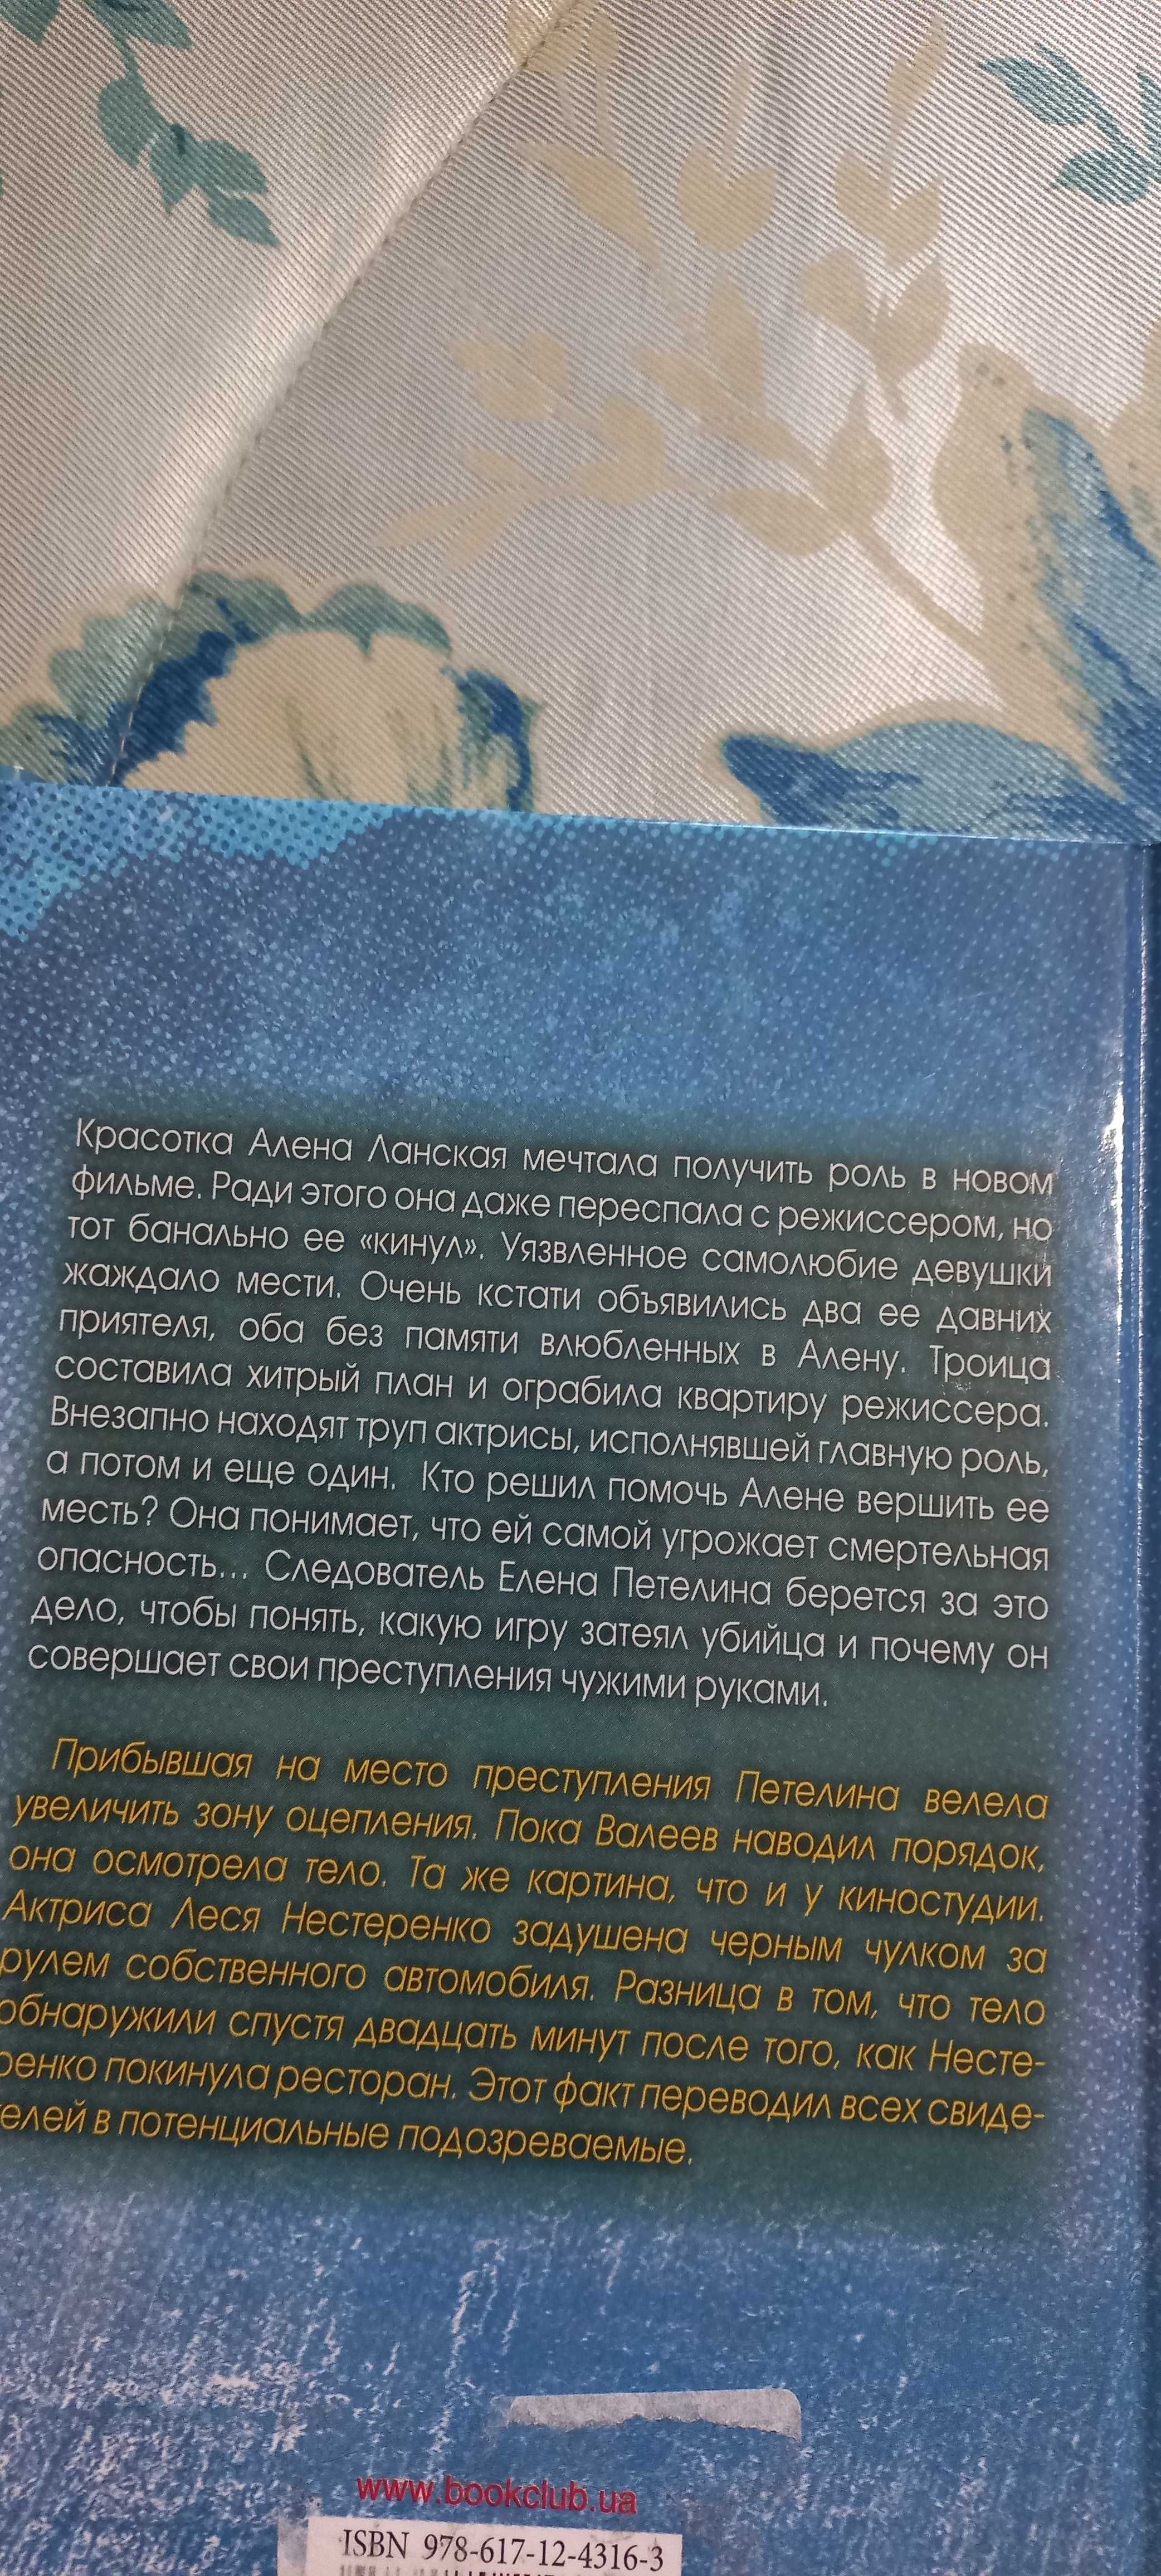 Красотка Алена Ланская мечтала получить роль в новом
фильме. Ради этого она даже переспала с режиссером, но
тот банально ее «кинул». Уязвленное самолюбие девушки
жаждало мести. Очень кстати объявились два ее давних
приятеля, оба без памяти влюбленных в Алену. Троица
составила хитрый план и ограбила квартиру режиссера.
Внезапно находят труп актрисы, исполнявшей главную роль,
а потом и еще один. Кто решил помочь Алене вершить ее
месть? Она понимает, что ей самой угрожает смертельная
опасность... Следователь Елена Петелина берется за это
дело, чтобы понять, какую игру затеял убийца и почему он
совершает свои преступления чужими руками.
Прибывшая на место преступления Петелина велела
увеличить зону оцепления. Пока Валеев наводил порядок,
она осмотрела тело. Та же картина, что и у киностудии.
Актриса Леся Нестеренко задушена черным чулком за
рулем собственного автомобиля. Разница в том, что тело
обнаружили спустя двадцать минут после того, как Несте-
ренко покинула ресторан. Этот факт переводил всех свиде-
телей в потенциальные подозреваемые.
www.bookclub.ua
ISBN 978-617-12-4316-3